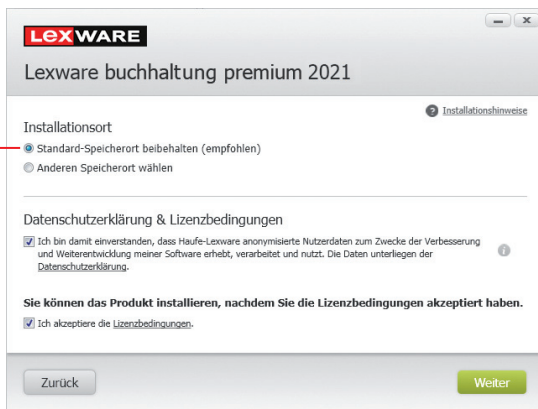 LEXWARE
Lexware buchhaltung premium 2021
? Installationshinweise
Installationsort
Standard-Speicherort beibehalten (empfohlen)
Anderen Speicherort wählen
Datenschutzerklärung & Lizenzbedingungen
Ich bin damit einverstanden, dass Haufe-Lexware anonymisierte Nutzerdaten zum Zwecke der Verbesserung
und Weiterentwicklung meiner Software erhebt, verarbeitet und nutzt. Die Daten unterliegen der
Datenschutzerklärung.
i
Sie können das Produkt installieren, nachdem Sie die Lizenzbedingungen akzeptiert haben.
Ich akzeptiere die Lizenzbedingungen.
Zurück
Weiter